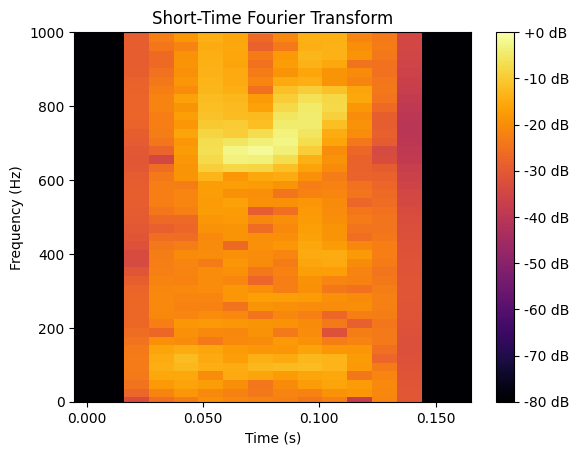 Short-Time Fourier Transform
1000
800
600
400
200
0
Frequency (Hz)
0.000
0.050
0.100
0.150
Time (s)
+0 dB
-10 dB
-20 dB
-30 dB
-40 dB
-50 dB
-60 dB
-70 dB
-80 dB